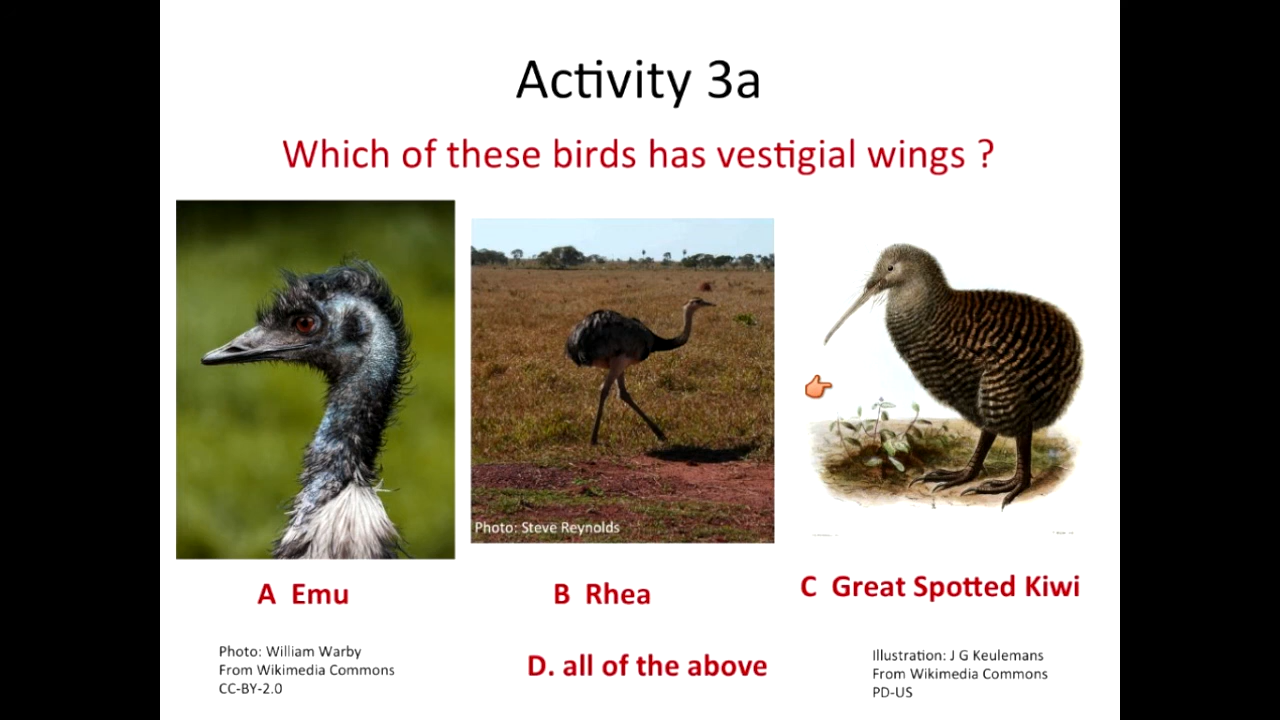 Activity 3a
Which of these birds has vestigial wings ?
Photo: Steve Reynolds
A Emu
B Rhea
C Great Spotted Kiwi
Photo: William Warby
From Wikimedia Commons
CC-BY-2.0
D. all of the above
Illustration: J G Keulemans
From Wikimedia Commons
PD-US